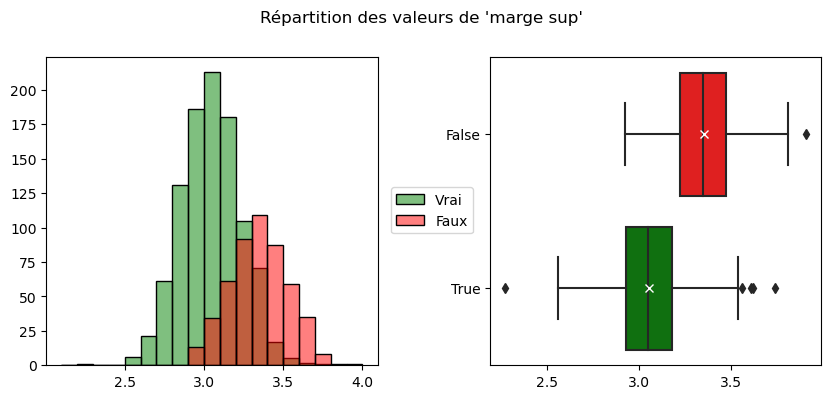 Répartition des valeurs de 'marge sup'
200
175
150
125
100
75
50
25
0
2.5 3.0 3.5 4.0
Vrai
Faux
False
True
2.5 3.0 3.5